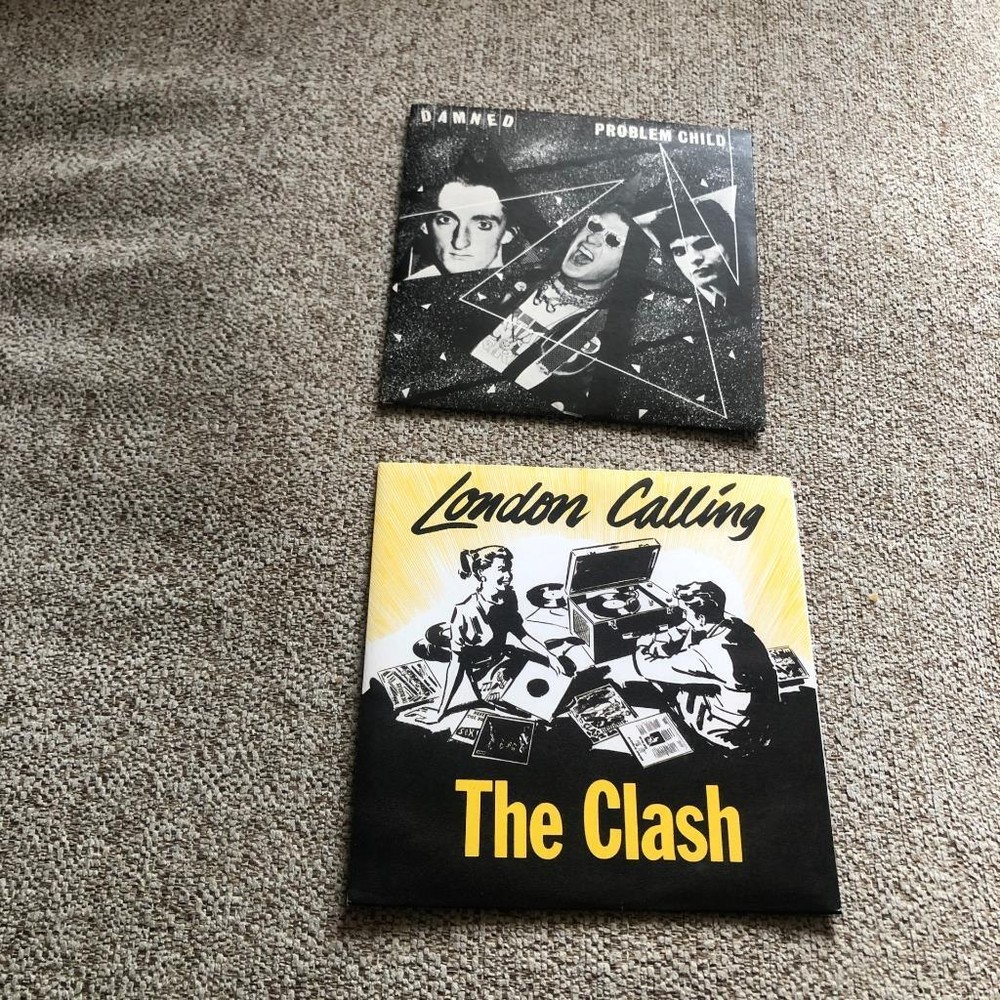 DAMNED
PROBLEM CHILD
London Calling
The Clash